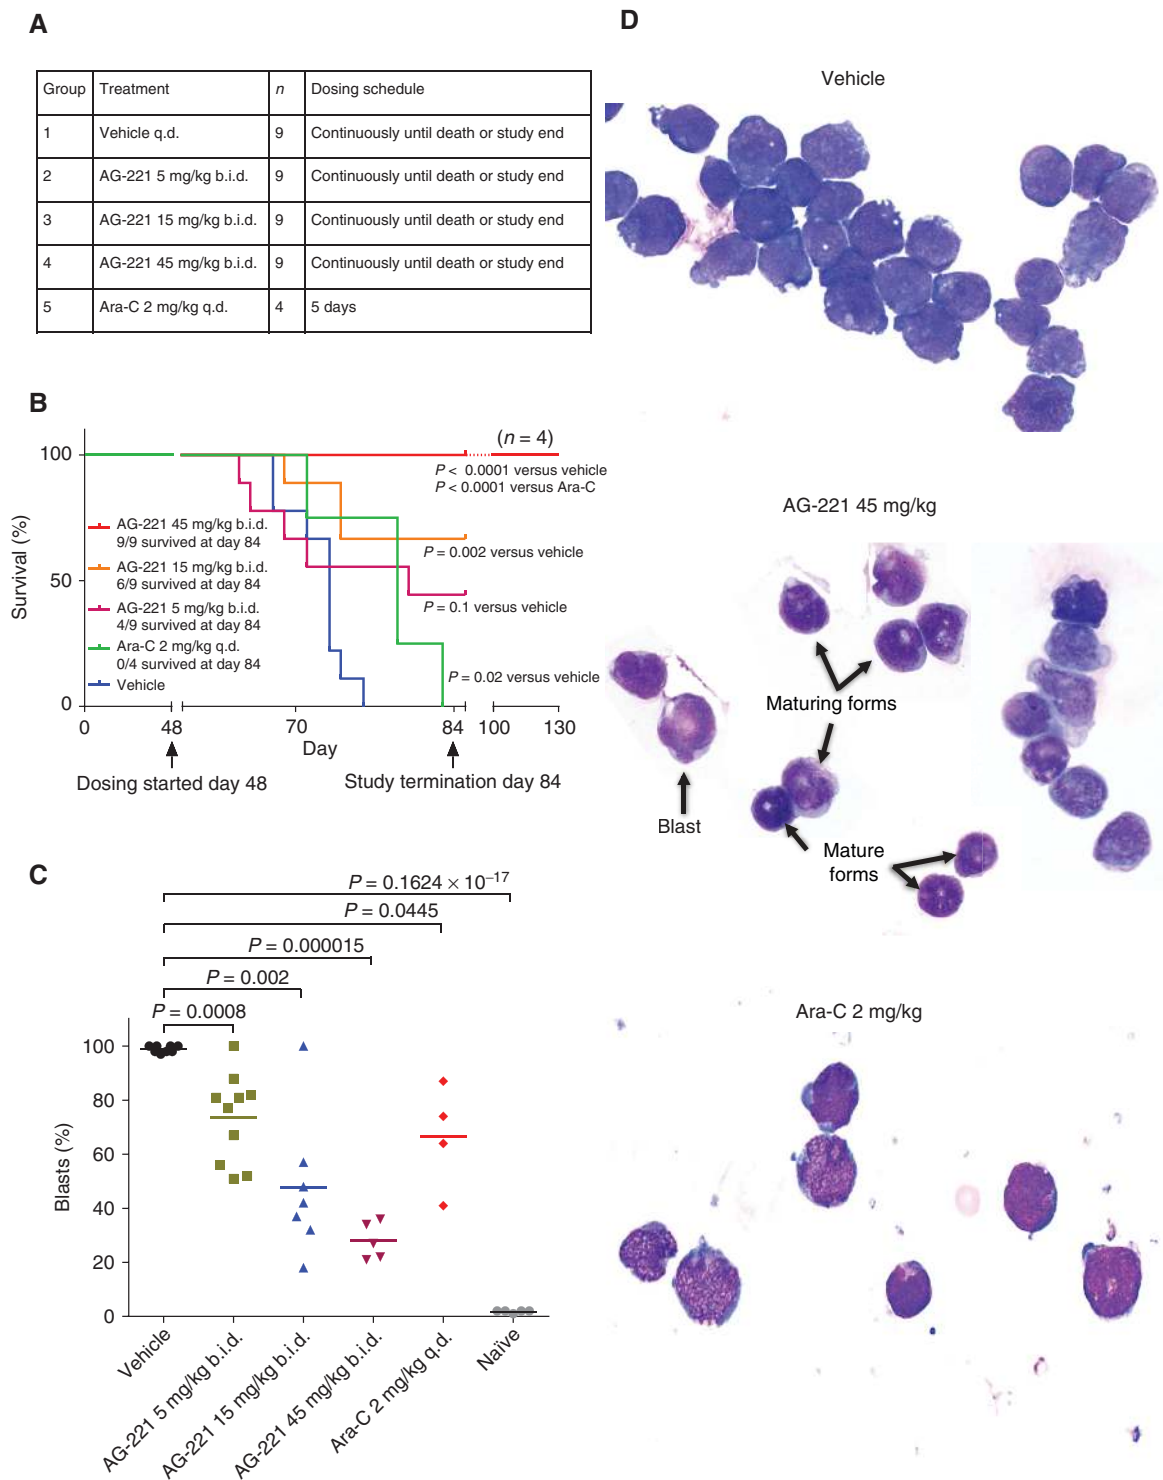 A
Group Treatment n Dosing schedule
1 Vehicle q.d. 9 Continuously until death or study end
2 AG-221 5 mg/kg b.i.d. 9 Continuously until death or study end
3 AG-221 15 mg/kg b.i.d. 9 Continuously until death or study end
4 AG-221 45 mg/kg b.i.d. 9 Continuously until death or study end
5 Ara-C 2 mg/kg q.d. 4 5 days
B
Survival (%)
100
50
0
(n = 4)
P < 0.0001 versus vehicle
P < 0.0001 versus Ara-C
P = 0.002 versus vehicle
P = 0.1 versus vehicle
P = 0.02 versus vehicle
AG-221 45 mg/kg b.i.d.
9/9 survived at day 84
AG-221 15 mg/kg b.i.d.
6/9 survived at day 84
AG-221 5 mg/kg b.i.d.
4/9 survived at day 84
Ara-C 2 mg/kg q.d.
0/4 survived at day 84
Vehicle
0 48 70 84 100 130
Day
Dosing started day 48
Study termination day 84
C
P = 0.1624 × 10−17
P = 0.0445
P = 0.000015
P = 0.002
P = 0.0008
Blasts (%)
100
80
60
40
20
0
Vehicle
AG-221 5 mg/kg b.i.d.
AG-221 15 mg/kg b.i.d.
AG-221 45 mg/kg b.i.d.
Ara-C 2 mg/kg q.d.
Naïve
D
Vehicle
AG-221 45 mg/kg
Maturing forms
Blast
Mature
forms
Ara-C 2 mg/kg